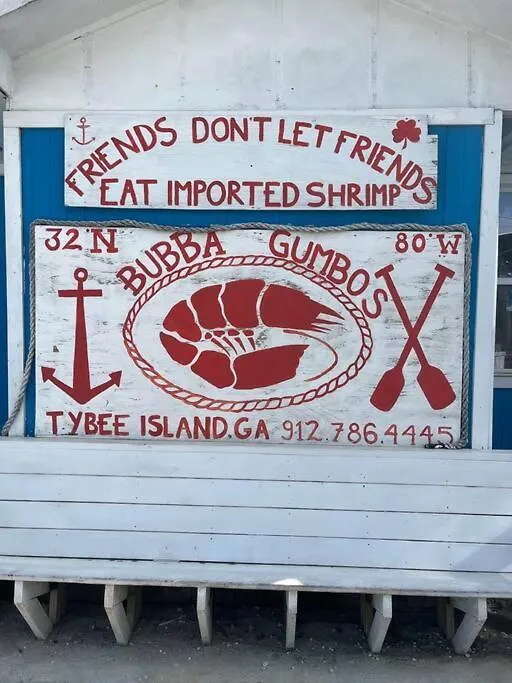 FRIENDS DON'T LET FRIENDS
EAT IMPORTED SHRIMP
32°N BUBBA GUMBOS 80°W
TYBEE ISLAND, GA 912.786.4445